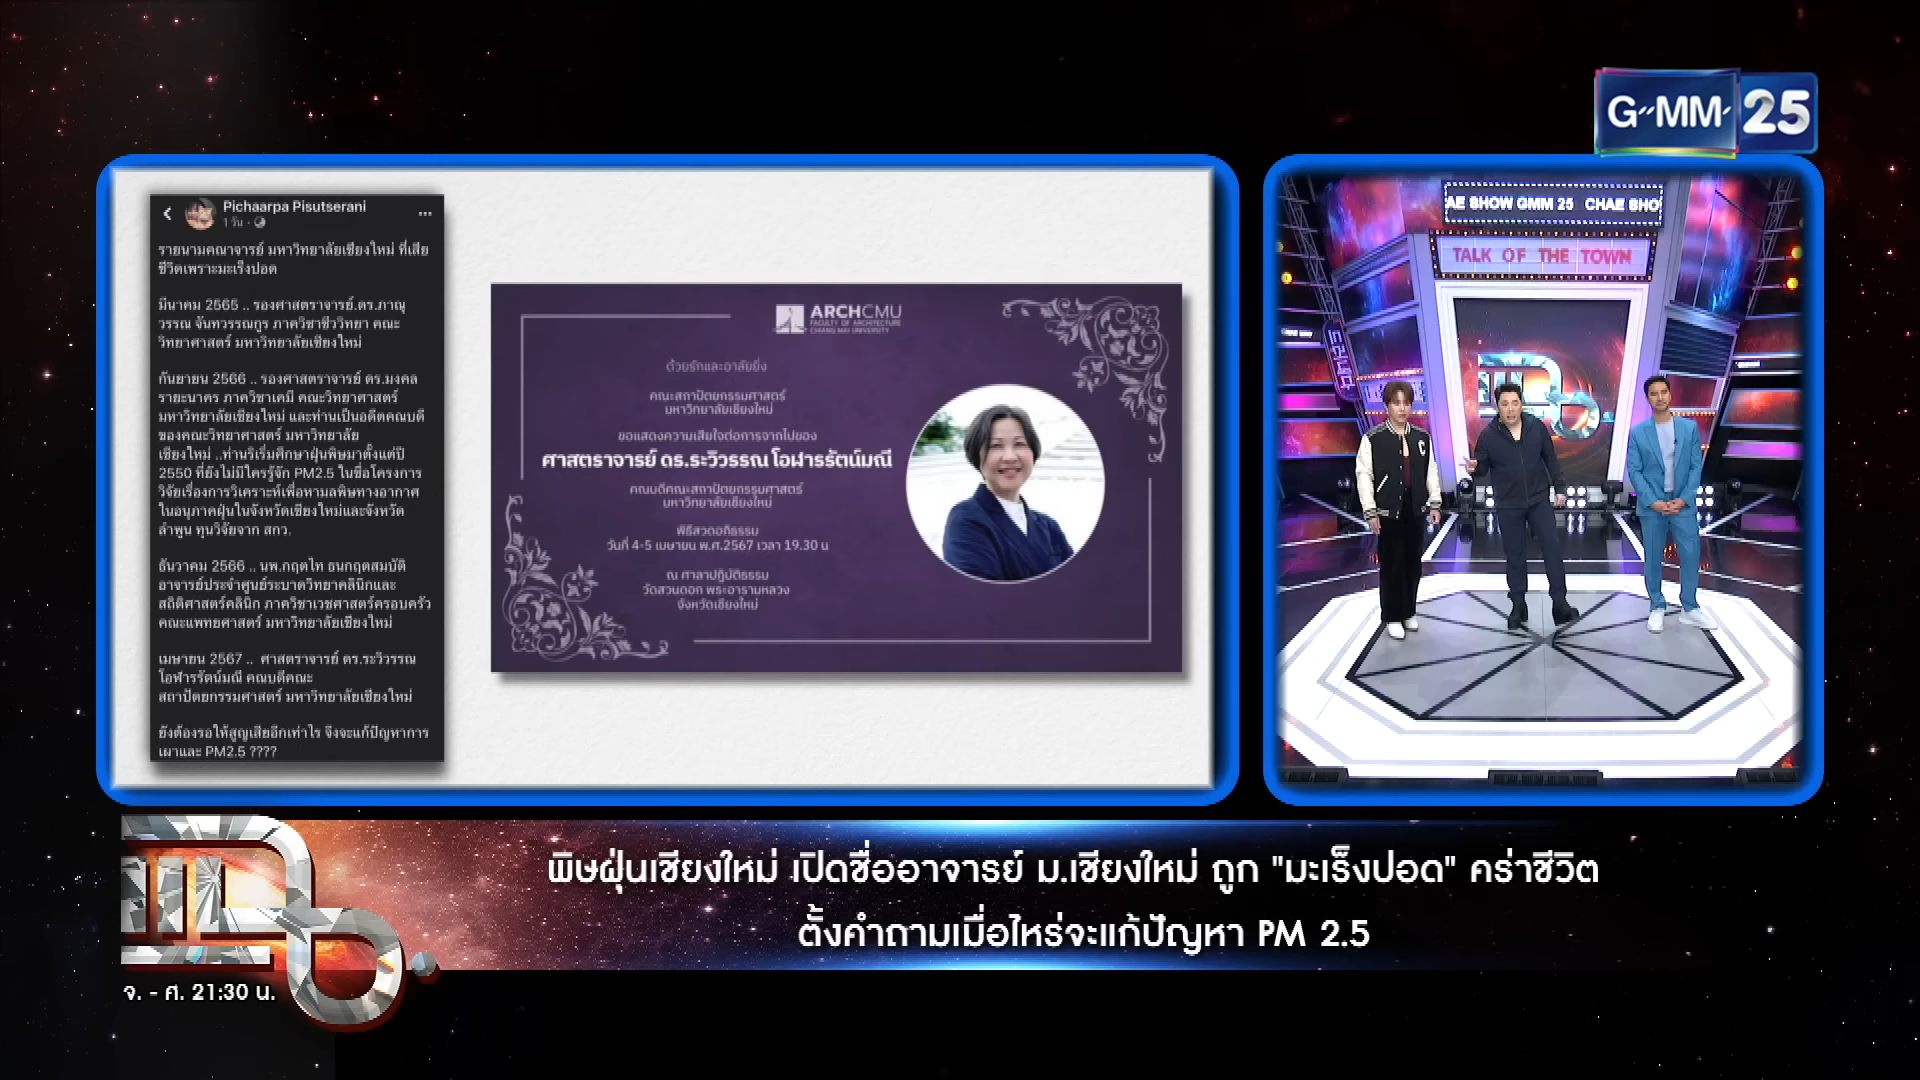 G-MM- 25
Pichaarpa Pisutserani
1 วัน
รายนามคณาจารย์ มหาวิทยาลัยเชียงใหม่ ที่เสีย
ชีวิตเพราะมะเร็งปอด
มีนาคม 2565 .. รองศาสตราจารย์.ดร.ภาณุ
วรรณ จันทวรรณกูร ภาควิชาชีววิทยา คณะ
วิทยาศาสตร์ มหาวิทยาลัยเชียงใหม่
กันยายน 2566 .. รองศาสตราจารย์ ดร.มงคล
รายะนาคร ภาควิชาเคมี คณะวิทยาศาสตร์
มหาวิทยาลัยเชียงใหม่ และท่านเป็นอดีตคณบดี
ของคณะวิทยาศาสตร์ มหาวิทยาลัย
เชียงใหม่ ..ท่านริเริ่มศึกษาฝุ่นพิษมาตั้งแต่ปี
2550 ที่ยังไม่มีใครรู้จัก PM2.5 ในชื่อโครงการ
วิจัยเรื่องการวิเคราะห์เพื่อหามลพิษทางอากาศ
ในอนุภาคฝุ่นในจังหวัดเชียงใหม่และจังหวัด
ลำพูน ทุนวิจัยจาก สกว.
ธันวาคม 2566 .. นพ.กฤตไท ธนกฤตสมบัติ
อาจารย์ประจำศูนย์ระบาดวิทยาคลินิกและ
สถิติศาสตร์คลินิก ภาควิชาเวชศาสตร์ครอบครัว
คณะแพทยศาสตร์ มหาวิทยาลัยเชียงใหม่
เมษายน 2567 .. ศาสตราจารย์ ดร.ระวิวรรณ
โอฬารรัตน์มณี คณบดีคณะ
สถาปัตยกรรมศาสตร์ มหาวิทยาลัยเชียงใหม่
ยังต้องรอให้สูญเสียอีกเท่าไร จึงจะแก้ปัญหาการ
เผาและ PM2.5 ????
ARCHCMU
FACULTY OF ARCHITECTURE
CHIANG MAI UNIVERSITY
ด้วยรักและอาลัยยิ่ง
คณะสถาปัตยกรรมศาสตร์
มหาวิทยาลัยเชียงใหม่
ขอแสดงความเสียใจต่อการจากไปของ
ศาสตราจารย์ ดร.ระวิวรรณ โอฬารรัตน์มณี
คณบดีคณะสถาปัตยกรรมศาสตร์
มหาวิทยาลัยเชียงใหม่
พิธีสวดอภิธรรม
วันที่ 4-5 เมษายน พ.ศ.2567 เวลา 19.30 น
ณ ศาลาปฏิบัติธรรม
วัดสวนดอก พระอารามหลวง
จังหวัดเชียงใหม่
AE SHOW GMM 25 CHAE SHO
TALK OF THE TOWN
แฉ
C
แฉ
พิษฝุ่นเชียงใหม่ เปิดชื่ออาจารย์ ม.เชียงใหม่ ถูก "มะเร็งปอด" คร่าชีวิต
ตั้งคำถามเมื่อไหร่จะแก้ปัญหา PM 2.5
จ. - ศ. 21:30 น.